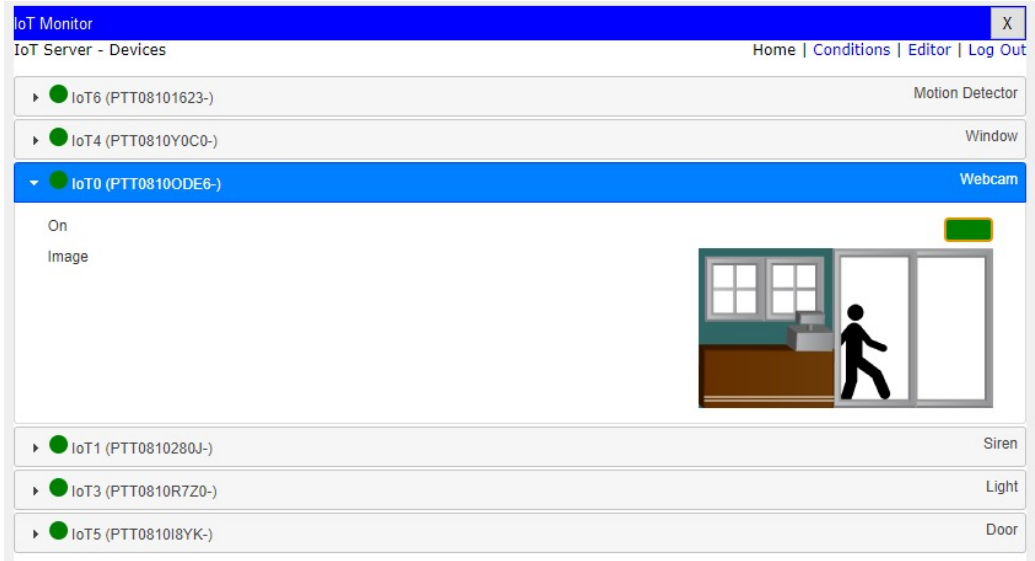 IoT Monitor X
IoT Server - Devices Home | Conditions | Editor | Log Out
IoT6 (PTT08101623-) Motion Detector
IoT4 (PTT0810Y0C0-) Window
IoT0 (PTT0810ODE6-) Webcam
On
Image
IoT1 (PTT0810280J-) Siren
IoT3 (PTT0810R7Z0-) Light
IoT5 (PTT0810I8YK-) Door